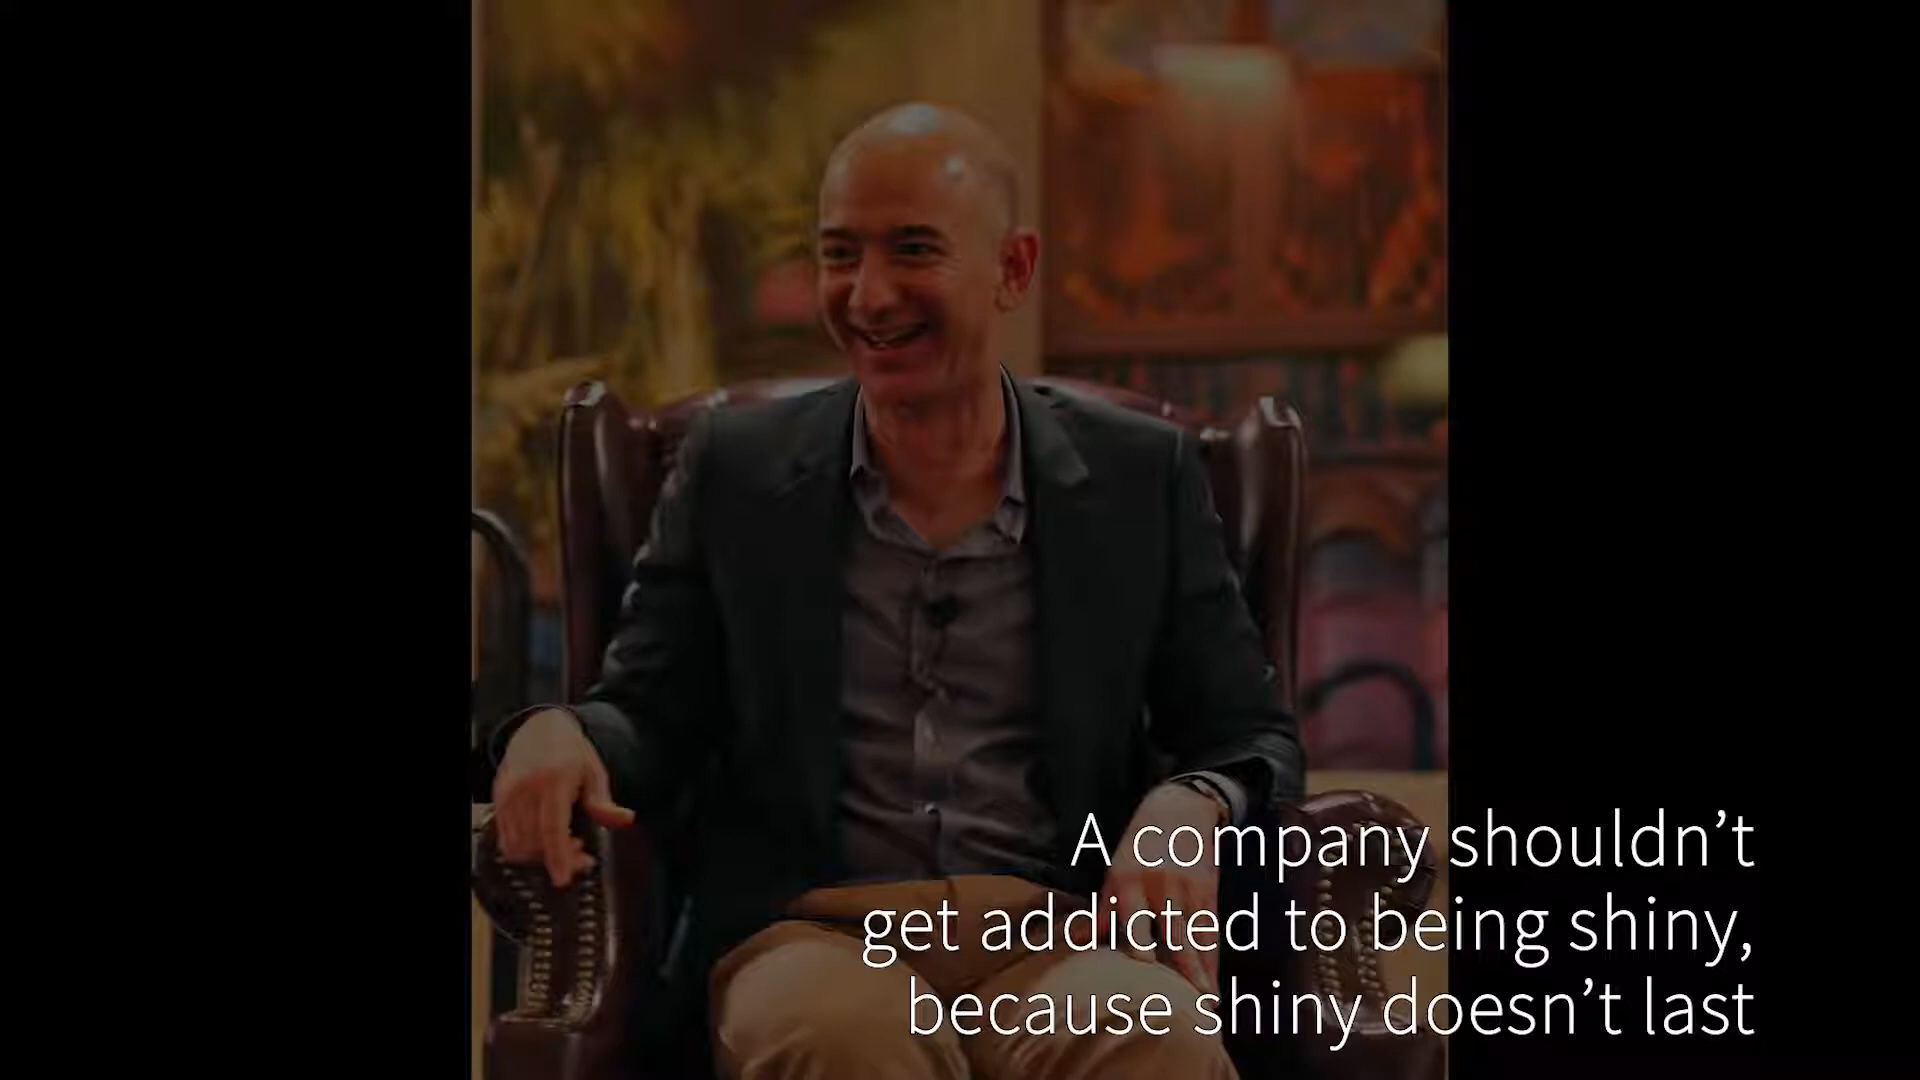 A company shouldn’t
get addicted to being shiny,
because shiny doesn’t last